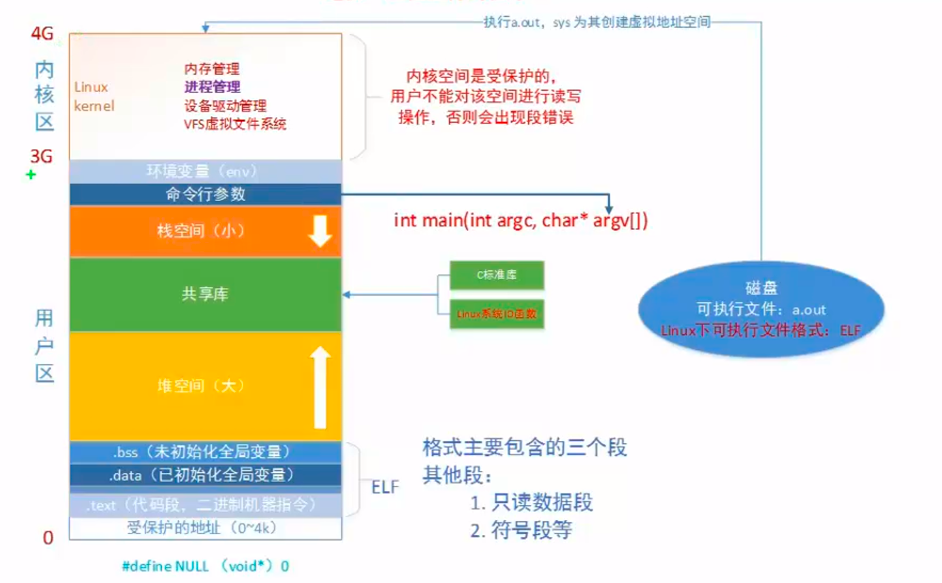 执行a.out，sys 为其创建虚拟地址空间
4G
内核区
Linux
kernel
内存管理
进程管理
设备驱动管理
VFS虚拟文件系统
内核空间是受保护的，
用户不能对该空间进行读写
操作，否则会出现段错误
3G
环境变量（env）
命令行参数
int main(int argc, char* argv[])
栈空间（小）
共享库
C标准库
Linux系统IO函数
磁盘
可执行文件：a.out
Linux下可执行文件格式：ELF
用户区
堆空间（大）
.bss（未初始化全局变量）
.data（已初始化全局变量）
.text（代码段，二进制机器指令）
受保护的地址（0~4k）
ELF
格式主要包含的三个段
其他段：
1. 只读数据段
2. 符号段等
0
#define NULL （void*）0